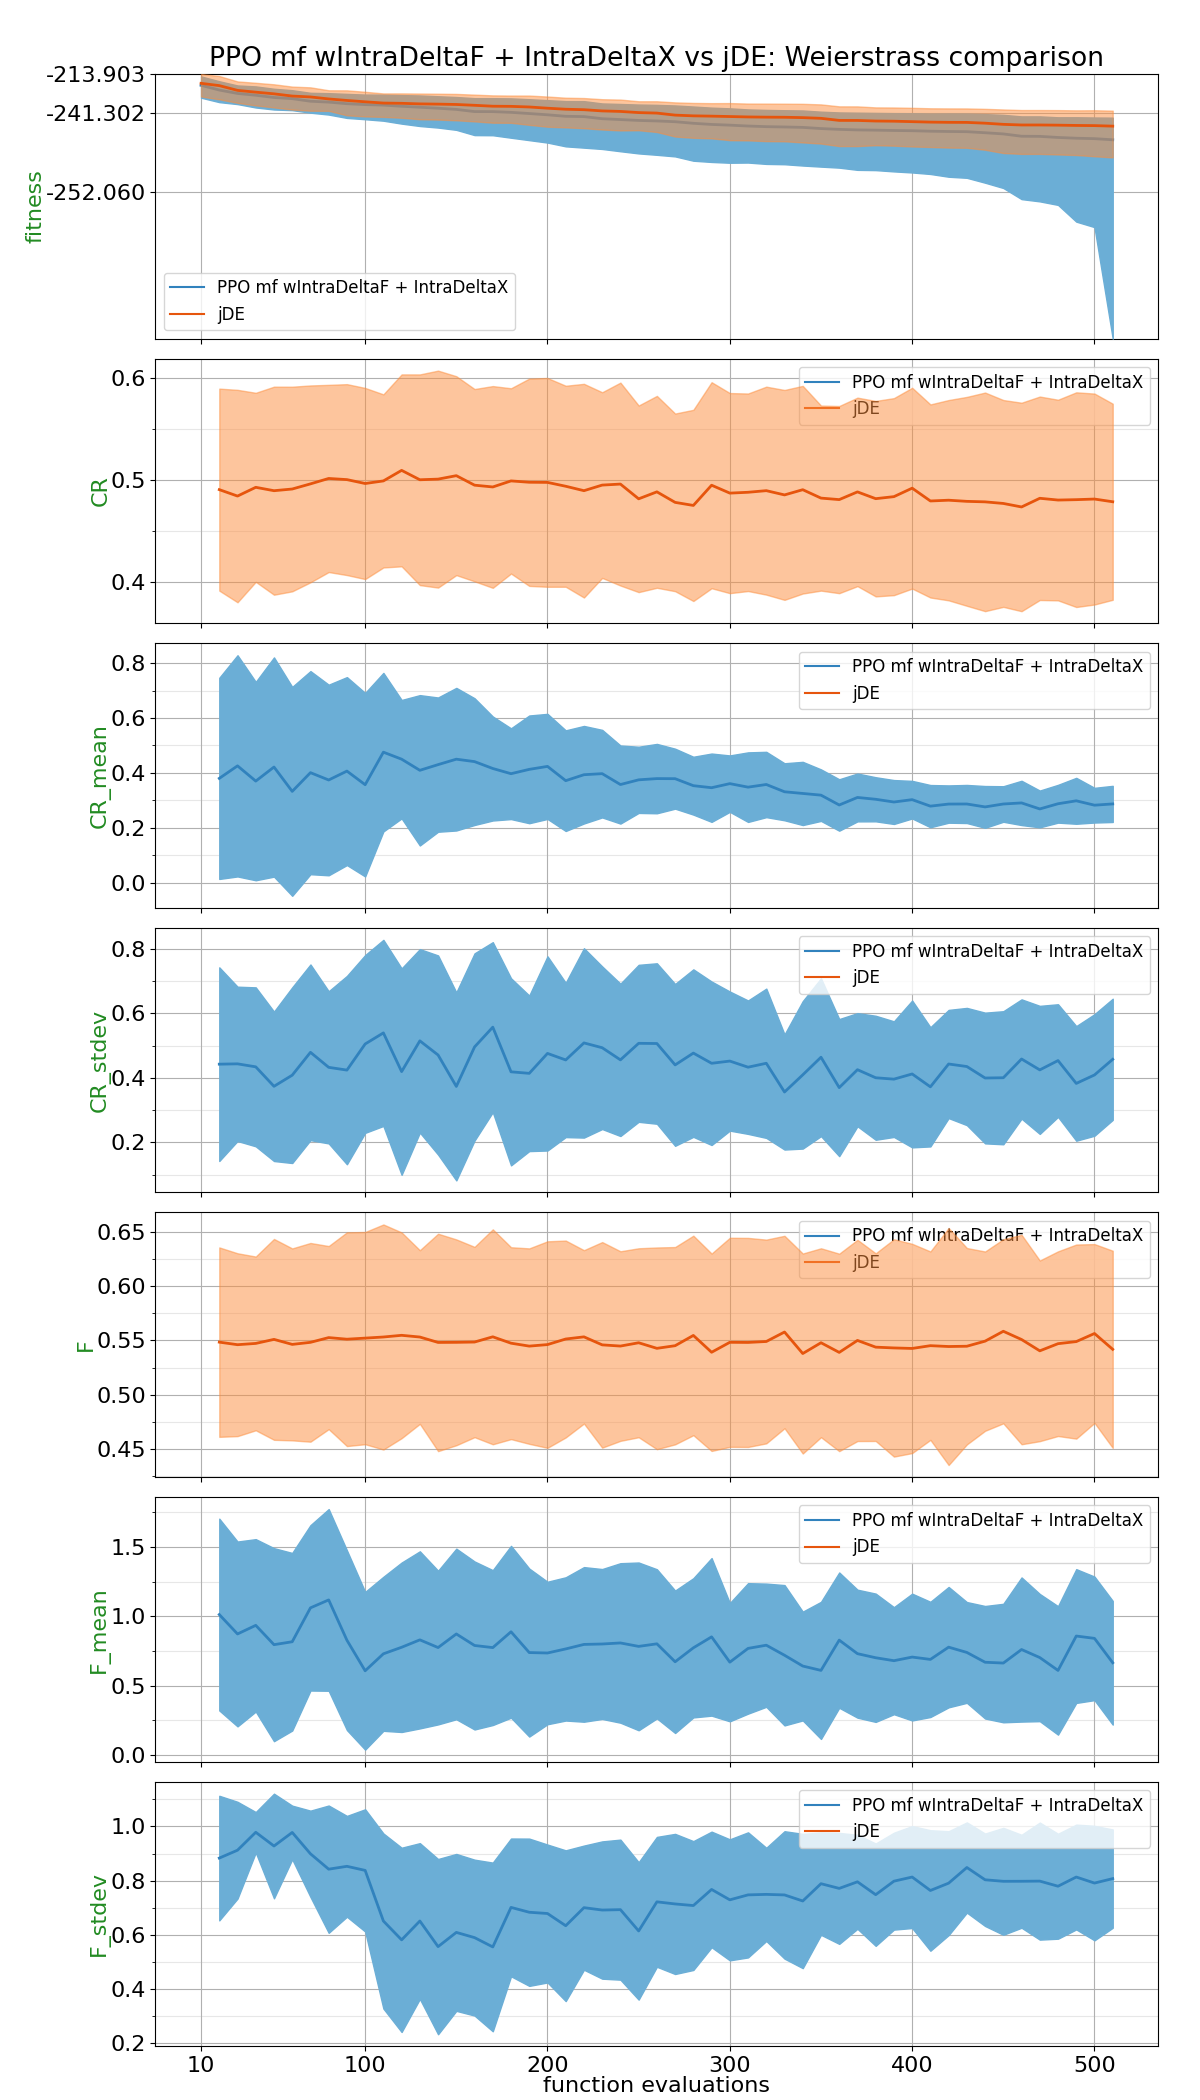 PPO mf wIntraDeltaF + IntraDeltaX vs jDE: Weierstrass comparison
-213.903
-241.302
-252.060
fitness
PPO mf wIntraDeltaF + IntraDeltaX
jDE
0.6
0.5
0.4
CR
PPO mf wIntraDeltaF + IntraDeltaX
jDE
0.8
0.6
0.4
0.2
0.0
CR_mean
PPO mf wIntraDeltaF + IntraDeltaX
jDE
0.8
0.6
0.4
0.2
CR_stdev
PPO mf wIntraDeltaF + IntraDeltaX
jDE
0.65
0.60
0.55
0.50
0.45
F
PPO mf wIntraDeltaF + IntraDeltaX
jDE
1.5
1.0
0.5
0.0
F_mean
PPO mf wIntraDeltaF + IntraDeltaX
jDE
1.0
0.8
0.6
0.4
0.2
F_stdev
PPO mf wIntraDeltaF + IntraDeltaX
jDE
10 100 200 300 400 500
function evaluations